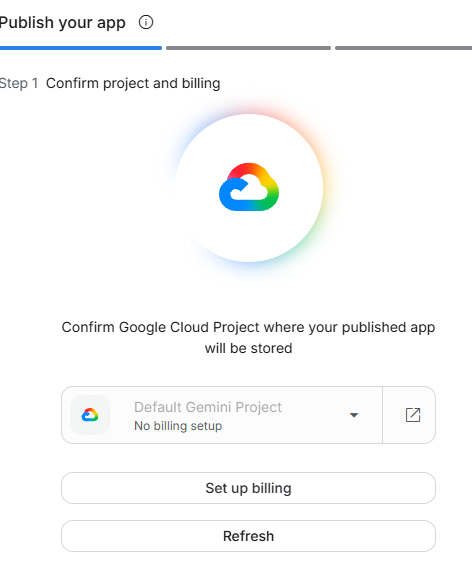 Publish your app
Step 1 Confirm project and billing
Confirm Google Cloud Project where your published app
will be stored
Default Gemini Project
No billing setup
Set up billing
Refresh